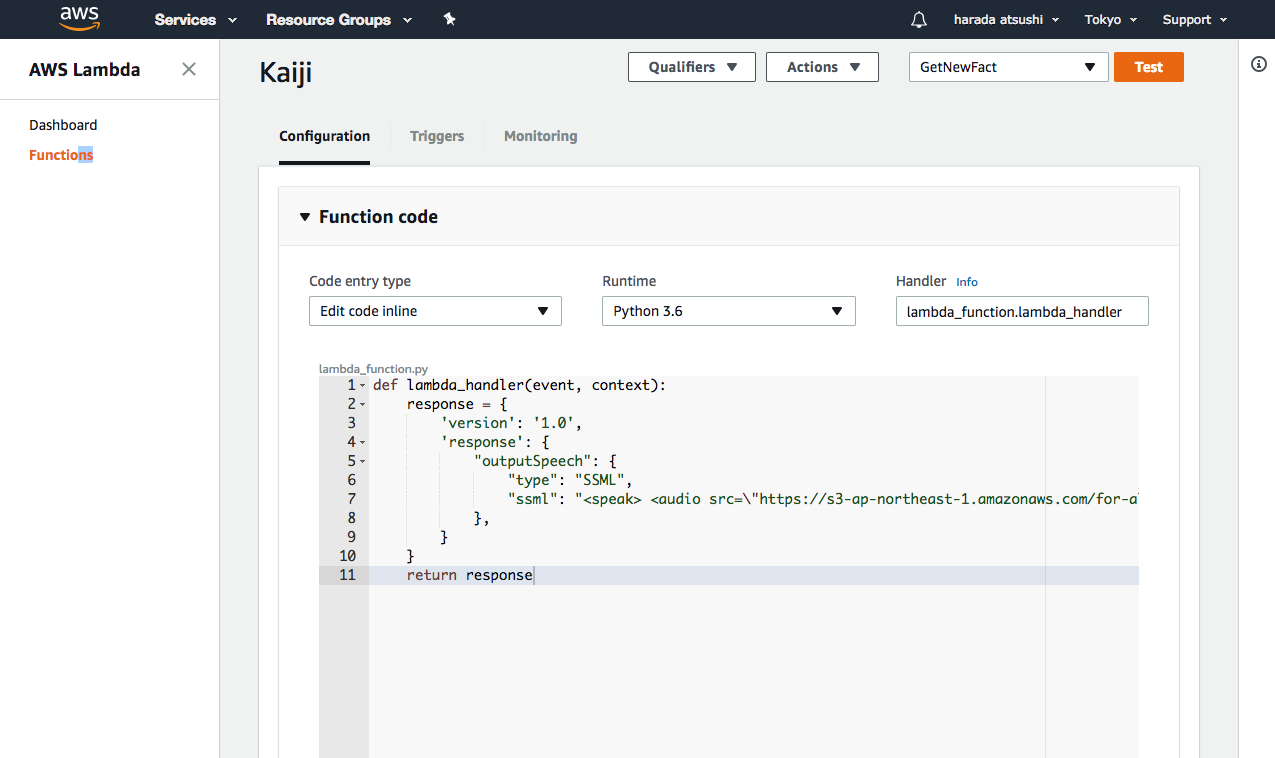 aws Services Resource Groups harada atsushi Tokyo Support
AWS Lambda
Dashboard
Functions
Kaiji Qualifiers Actions GetNewFact Test
Configuration Triggers Monitoring
Function code
Code entry type Runtime Handler Info
Edit code inline Python 3.6 lambda_function.lambda_handler
lambda_function.py
1 def lambda_handler(event, context):
2 response = {
3 'version': '1.0',
4 'response': {
5 "outputSpeech": {
6 "type": "SSML",
7 "ssml": "<speak> <audio src=\"https://s3-ap-northeast-1.amazonaws.com/for-a
8 },
9 }
10 }
11 return response